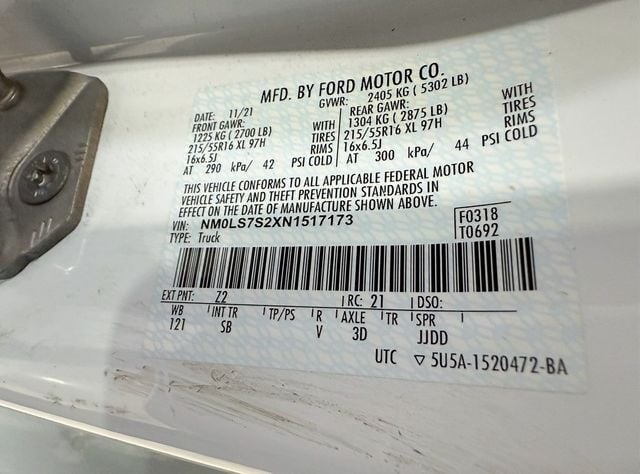 MFD. BY FORD MOTOR CO.
DATE: 11/21 GVWR: 2405 KG ( 5302 LB)
FRONT GAWR: REAR GAWR: WITH
1225 KG (2700 LB) WITH 1304 KG ( 2875 LB) TIRES
215/55R16 XL 97H TIRES 215/55R16 XL 97H RIMS
16x6.5J RIMS 16x6.5J
AT 290 kPa/ 42 PSI COLD AT 300 kPa/ 44 PSI COLD
THIS VEHICLE CONFORMS TO ALL APPLICABLE FEDERAL MOTOR
VEHICLE SAFETY AND THEFT PREVENTION STANDARDS IN
EFFECT ON THE DATE OF MANUFACTURE SHOWN ABOVE.
NM0LS7S2XN1517173 F0318
TYPE: Truck T0692
EXT PNT: Z2 RC: 21 DSO:
WB INT TR TP/PS R AXLE TR SPR
121 SB V 3D JJDD
UTC ▽ 5U5A-1520472-BA